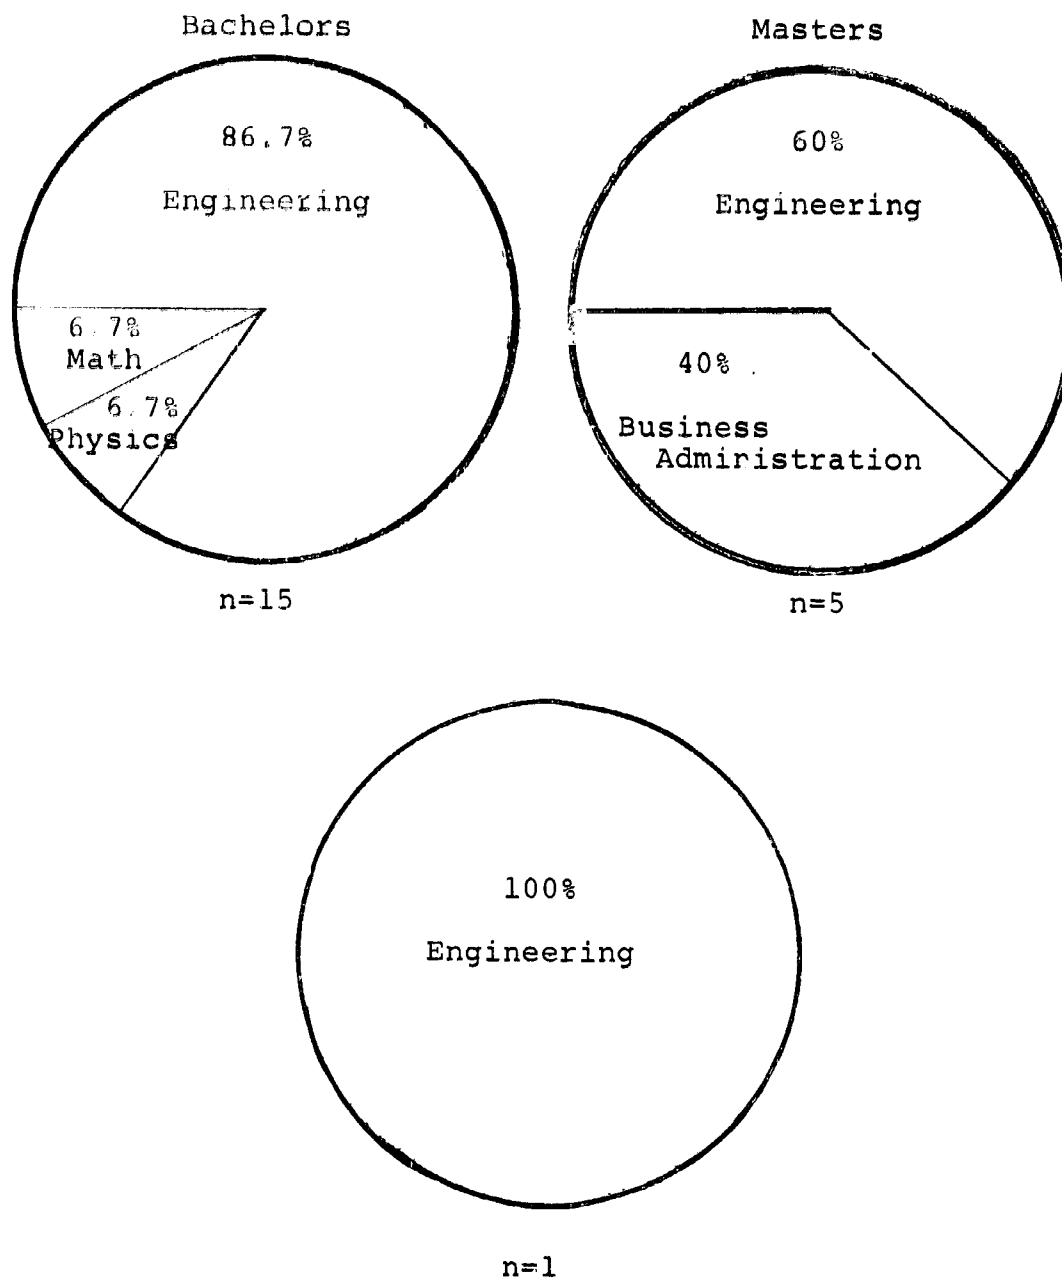 Bachelors
86.7%
Engineering
6.7%
Math
6.7%
Physics
n=15
Masters
60%
Engineering
40%
Business
Administration
n=5
100%
Engineering
n=1